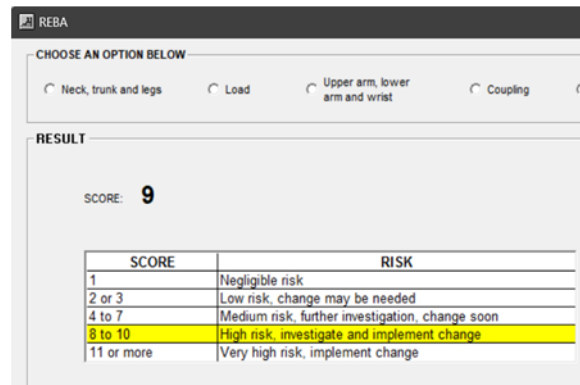 REBA
CHOOSE AN OPTION BELOW
Neck, trunk and legs Load Upper arm, lower arm and wrist Coupling
RESULT
SCORE: 9
SCORE RISK
1 Negligible risk
2 or 3 Low risk, change may be needed
4 to 7 Medium risk, further investigation, change soon
8 to 10 High risk, investigate and implement change
11 or more Very high risk, implement change